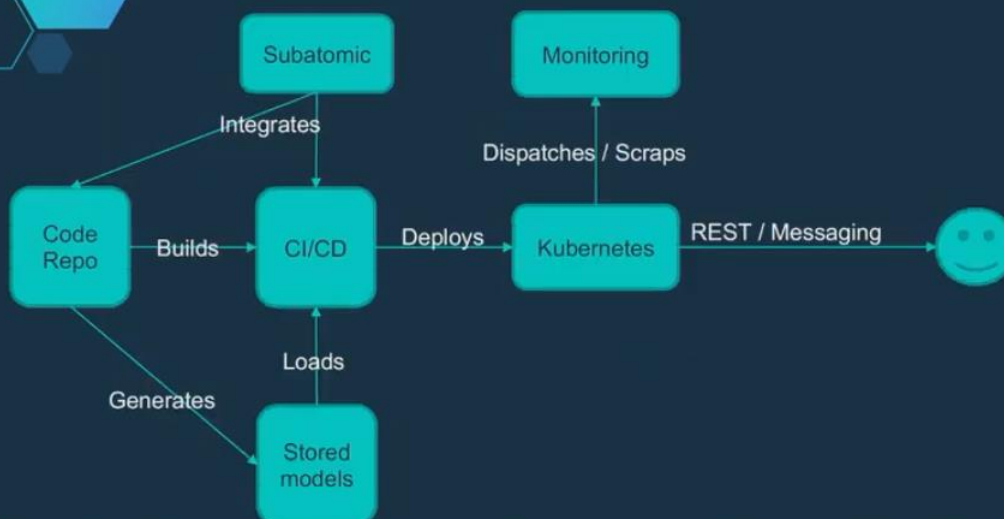 Subatomic
Monitoring
Integrates
Dispatches / Scraps
Code
Repo
Builds
CI/CD
Deploys
Kubernetes
REST / Messaging
Loads
Generates
Stored
models